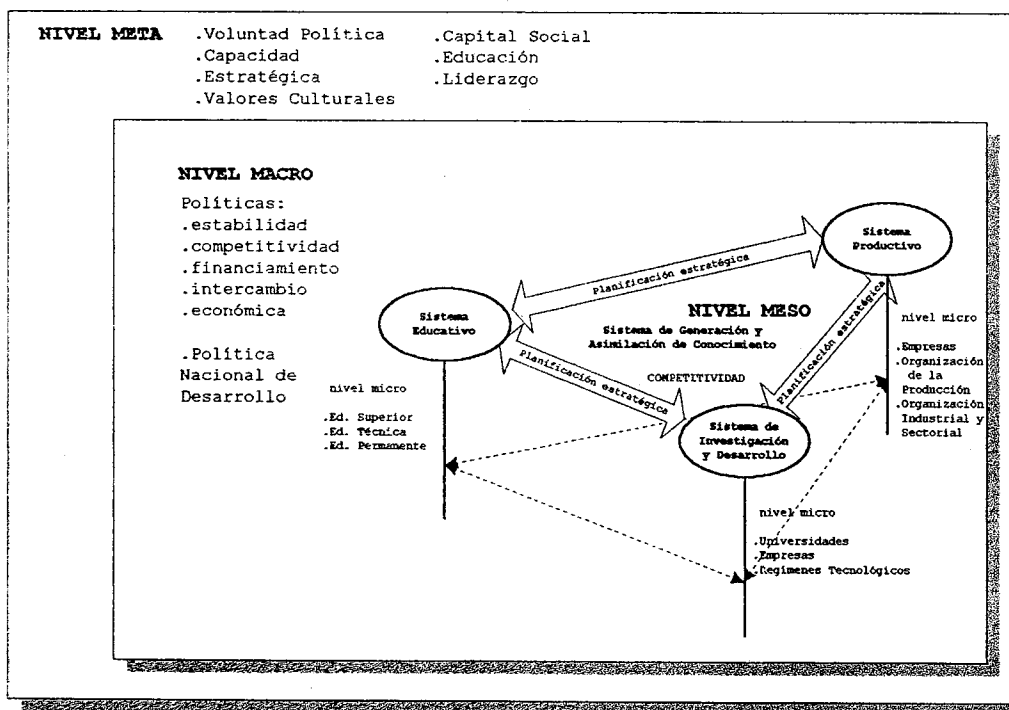 NIVEL META
.Voluntad Política
.Capacidad
.Estratégica
.Valores Culturales
.Capital Social
.Educación
.Liderazgo
NIVEL MACRO
Políticas:
.estabilidad
.competitividad
.financiamiento
.intercambio
.económica
.Política
Nacional de
Desarrollo
Sistema
Educativo
Planificación estratégica
Sistema
Productivo
NIVEL MESO
Sistema de Generación y
Asimilación de Conocimiento
Planificación estratégica
Planificación estratégica
COMPETITIVIDAD
Sistema de
Investigación
y Desarrollo
nivel micro
.Ed. Superior
.Ed. Técnica
.Ed. Permanente
nivel micro
.Empresas
.Organización
de la
Producción
.Organización
Industrial y
Sectorial
nivel micro
.Universidades
.Empresas
.Regimenes Tecnológicos